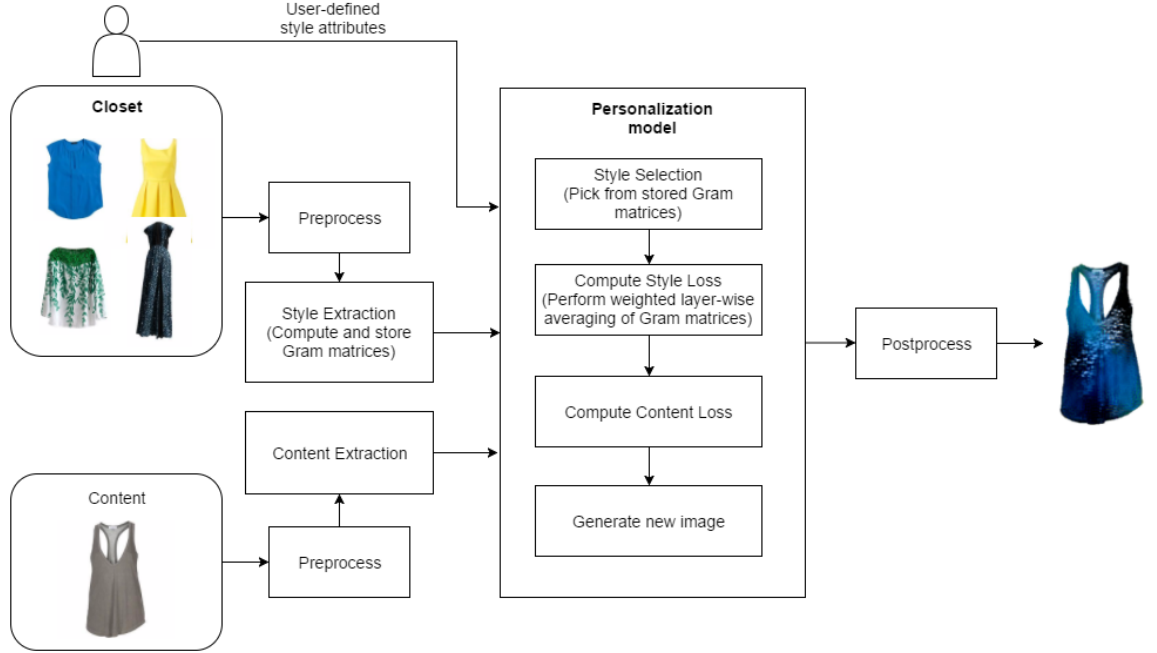 User-defined
style attributes
Closet
Preprocess
Style Extraction
(Compute and store
Gram matrices)
Content Extraction
Content
Preprocess
Personalization
model
Style Selection
(Pick from stored Gram
matrices)
Compute Style Loss
(Perform weighted layer-wise
averaging of Gram matrices)
Compute Content Loss
Generate new image
Postprocess